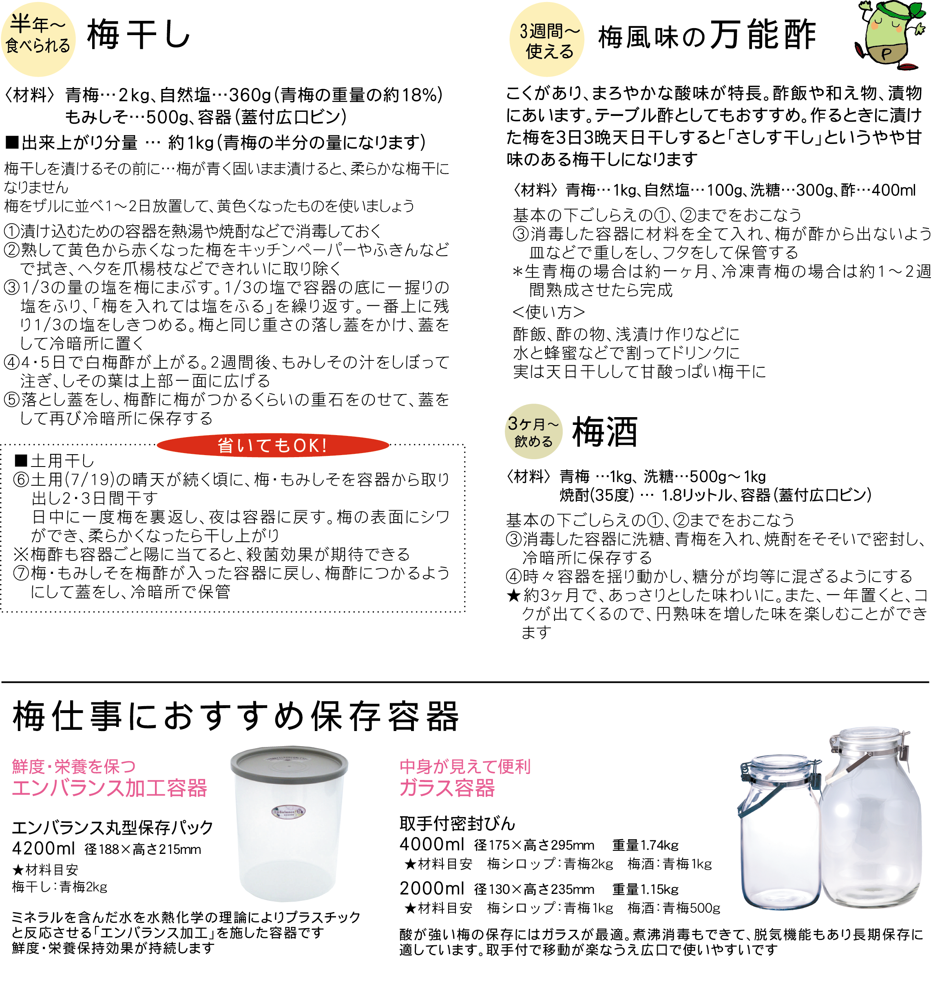 半年～
食べられる
梅干し
〈材料〉 青梅…2kg、自然塩…360g（青梅の重量の約18%）
もみしそ…500g、容器（蓋付広口ビン）
■出来上がり分量 … 約1kg（青梅の半分の量になります）
梅干しを漬けるその前に…梅が青く固いまま漬けると、柔らかな梅干に
なりません
梅をザルに並べ1～2日放置して、黄色くなったものを使いましょう
①漬け込むための容器を熱湯や焼酎などで消毒しておく
②熟して黄色から赤くなった梅をキッチンペーパーやふきんなど
で拭き、ヘタを爪楊枝などできれいに取り除く
③1/3の量の塩を梅にまぶす。1/3の塩で容器の底に一握りの
塩をふり、「梅を入れては塩をふる」を繰り返す。一番上に残
り1/3の塩をしきつめる。梅と同じ重さの落し蓋をかけ、蓋を
して冷暗所に置く
④4・5日で白梅酢が上がる。2週間後、もみしその汁をしぼって
注ぎ、しその葉は上部一面に広げる
⑤落とし蓋をし、梅酢に梅がつかるくらいの重石をのせて、蓋を
して再び冷暗所に保存する
省いてもOK!
■土用干し
⑥土用(7/19)の晴天が続く頃に、梅・もみしそを容器から取り
出し2・3日間干す
日中に一度梅を裏返し、夜は容器に戻す。梅の表面にシワ
ができ、柔らかくなったら干し上がり
※梅酢も容器ごと陽に当てると、殺菌効果が期待できる
⑦梅・もみしそを梅酢が入った容器に戻し、梅酢につかるよう
にして蓋をし、冷暗所で保管
3週間～
使える
梅風味の万能酢
P
こくがあり、まろやかな酸味が特長。酢飯や和え物、漬物
にあいます。テーブル酢としてもおすすめ。作るときに漬け
た梅を3日3晩天日干しすると「さしす干し」というやや甘
味のある梅干しになります
〈材料〉 青梅…1kg、自然塩…100g、洗糖…300g、酢…400ml
基本の下ごしらえの①、②までをおこなう
③消毒した容器に材料を全て入れ、梅が酢から出ないよう
皿などで重しをし、フタをして保管する
＊生青梅の場合は約一ヶ月、冷凍青梅の場合は約1～2週
間熟成させたら完成
<使い方>
酢飯、酢の物、浅漬け作りなどに
水と蜂蜜などで割ってドリンクに
実は天日干しして甘酸っぱい梅干に
3ケ月～
飲める
梅酒
〈材料〉 青梅 …1kg、洗糖…500g～1kg
焼酎(35度) … 1.8リットル、容器（蓋付広口ビン）
基本の下ごしらえの①、②までをおこなう
③消毒した容器に洗糖、青梅を入れ、焼酎をそそいで密封し、
冷暗所に保存する
④時々容器を揺り動かし、糖分が均等に混ざるようにする
★約3ヶ月で、あっさりとした味わいに。また、一年置くと、コ
クが出てくるので、円熟味を増した味を楽しむことができ
ます
梅仕事におすすめ保存容器
鮮度・栄養を保つ
エンバランス加工容器
エンバランス丸型保存パック
4200ml 径188×高さ215mm
★材料目安
梅干し：青梅2kg
ミネラルを含んだ水を水熱化学の理論によりプラスチック
と反応させる「エンバランス加工」を施した容器です
鮮度・栄養保持効果が持続します
中身が見えて便利
ガラス容器
取手付密封びん
4000ml 径175×高さ295mm 重量1.74kg
★材料目安 梅シロップ：青梅2kg 梅酒：青梅1kg
2000ml 径130×高さ235mm 重量1.15kg
★材料目安 梅シロップ：青梅1kg 梅酒：青梅500g
酸が強い梅の保存にはガラスが最適。煮沸消毒もできて、脱気機能もあり長期保存に
適しています。取手付で移動が楽なうえ広口で使いやすいです